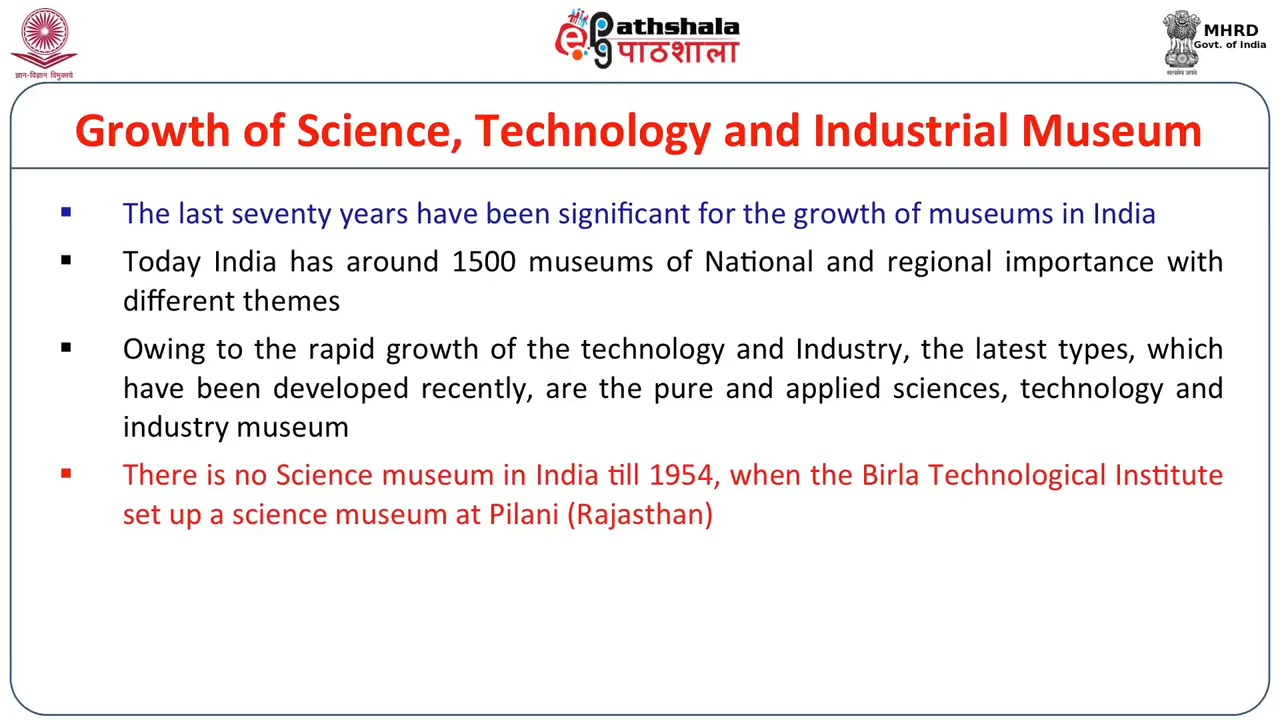 ज्ञान-विज्ञान विमुक्तये
ePathshala
पाठशाला
MHRD
Govt. of India
सत्यमेव जयते
Growth of Science, Technology and Industrial Museum
▪ The last seventy years have been significant for the growth of museums in India
▪ Today India has around 1500 museums of National and regional importance with
different themes
▪ Owing to the rapid growth of the technology and Industry, the latest types, which
have been developed recently, are the pure and applied sciences, technology and
industry museum
▪ There is no Science museum in India till 1954, when the Birla Technological Institute
set up a science museum at Pilani (Rajasthan)